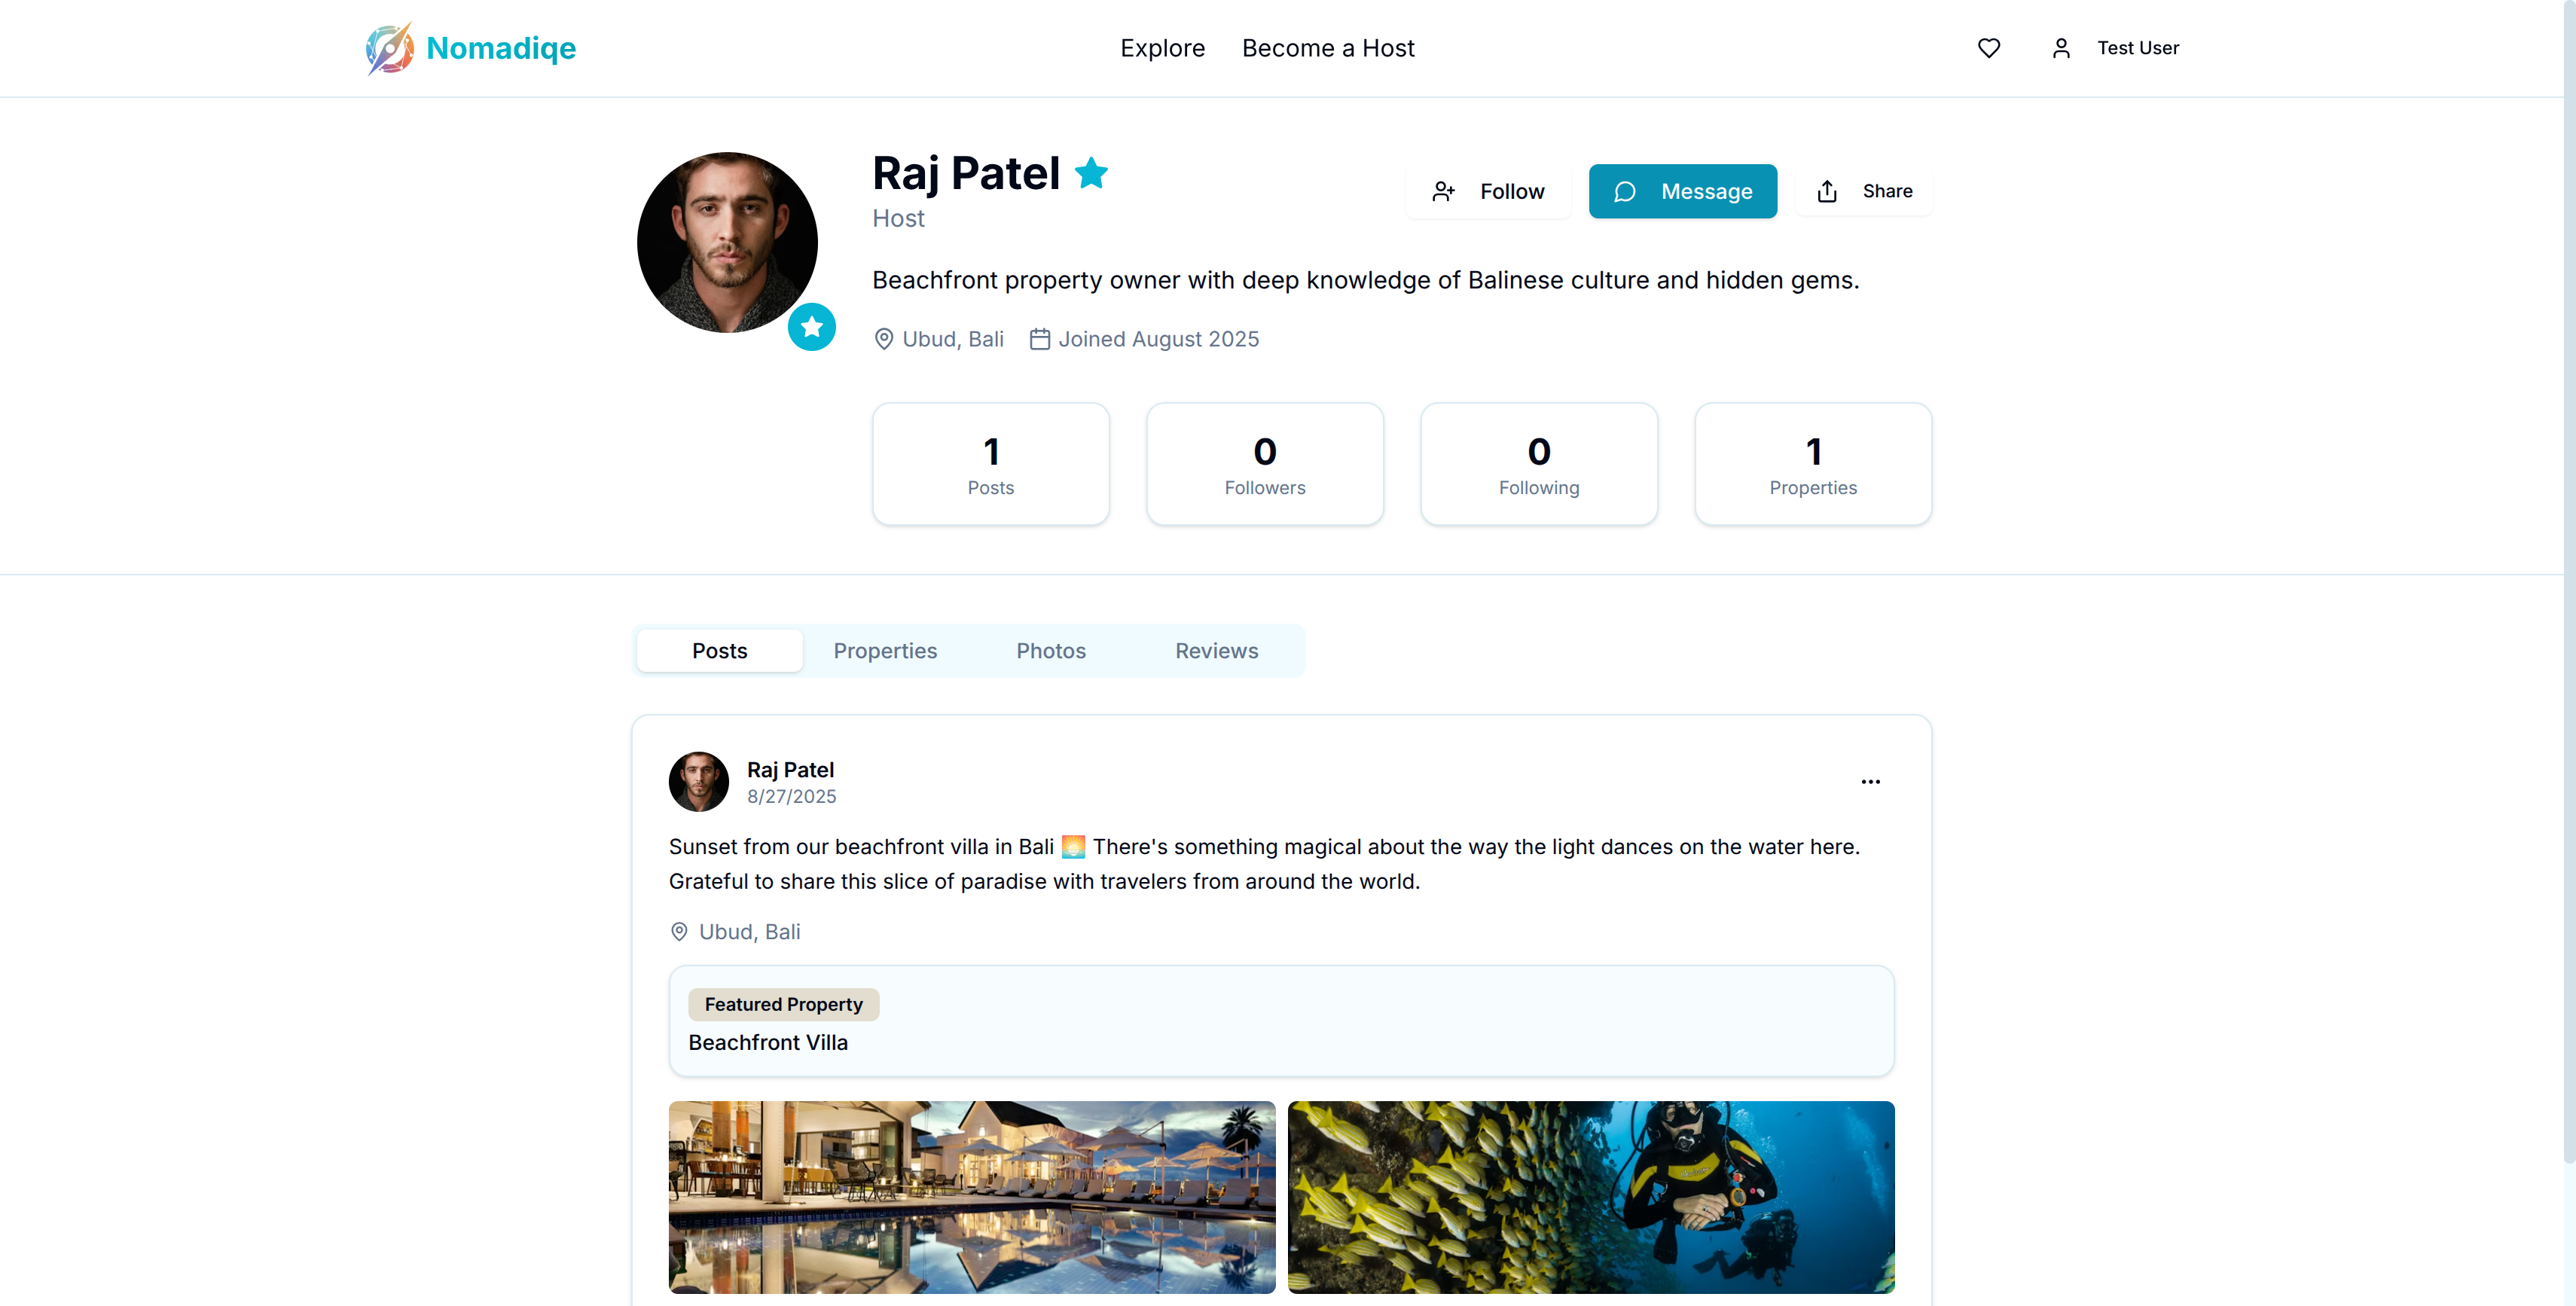 Nomadiqe
Explore
Become a Host
Test User
Raj Patel
Host
Follow
Message
Share
Beachfront property owner with deep knowledge of Balinese culture and hidden gems.
Ubud, Bali
Joined August 2025
1
Posts
0
Followers
0
Following
1
Properties
Posts
Properties
Photos
Reviews
Raj Patel
8/27/2025
Sunset from our beachfront villa in Bali 🌅 There's something magical about the way the light dances on the water here.
Grateful to share this slice of paradise with travelers from around the world.
Ubud, Bali
Featured Property
Beachfront Villa